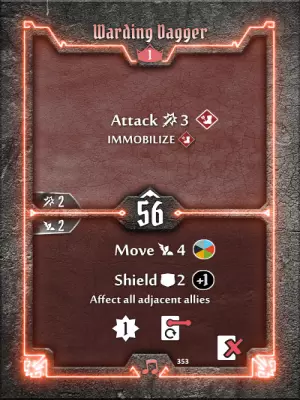 Warding Dagger
1
Attack 3
IMMOBILIZE
2
56
2
Move 4
Shield 2 +1
Affect all adjacent allies
1
353